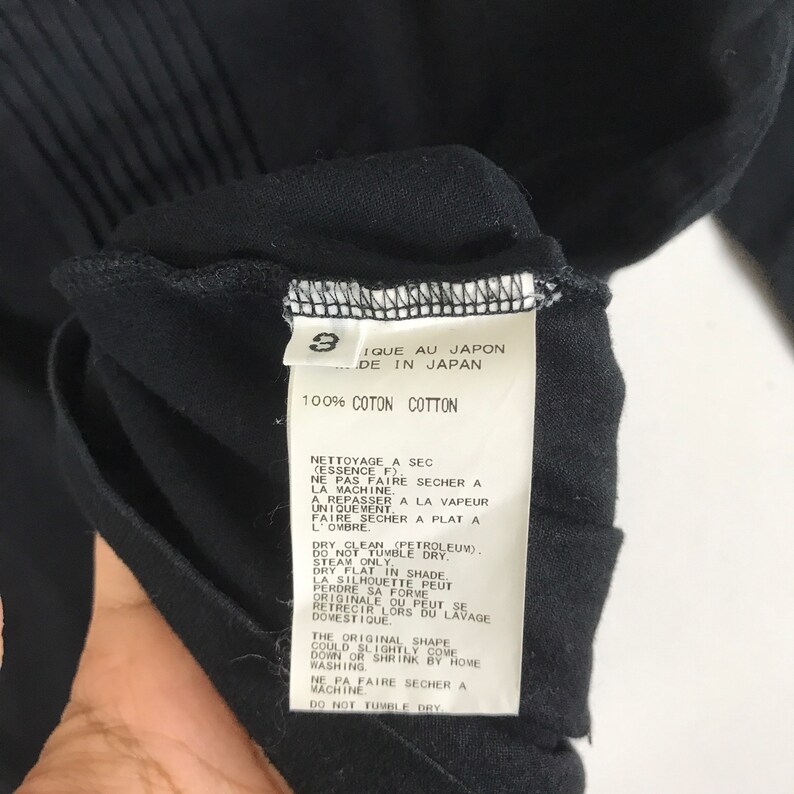 3
IQUE AU JAPON
DE IN JAPAN
100% COTON COTTON
NETTOYAGE A SEC
(ESSENCE F).
NE PAS FAIRE SECHER A
LA MACHINE.
A REPASSER A LA VAPEUR
UNIQUEMENT.
FAIRE SECHER A PLAT A
L'OMBRE.
DRY CLEAN (PETROLEUM).
DO NOT TUMBLE DRY.
STEAM ONLY.
DRY FLAT IN SHADE.
LA SILHOUETTE PEUT
PERDRE SA FORME
ORIGINALE OU PEUT SE
RETRECIR LORS DU LAVAGE
DOMESTIQUE.
THE ORIGINAL SHAPE
COULD SLIGHTLY COME
DOWN OR SHRINK BY HOME
WASHING.
NE PA FAIRE SECHER A
MACHINE.
DO NOT TUMBLE DRY.